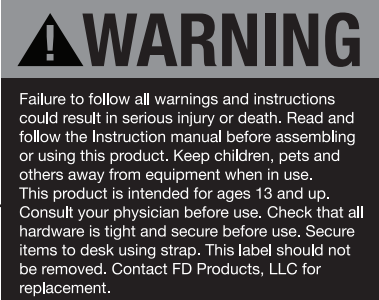 WARNING
Failure to follow all warnings and instructions
could result in serious injury or death. Read and
follow the Instruction manual before assembling
or using this product. Keep children, pets and
others away from equipment when in use.
This product is intended for ages 13 and up.
Consult your physician before use. Check that all
hardware is tight and secure before use. Secure
items to desk using strap. This label should not
be removed. Contact FD Products, LLC for
replacement.